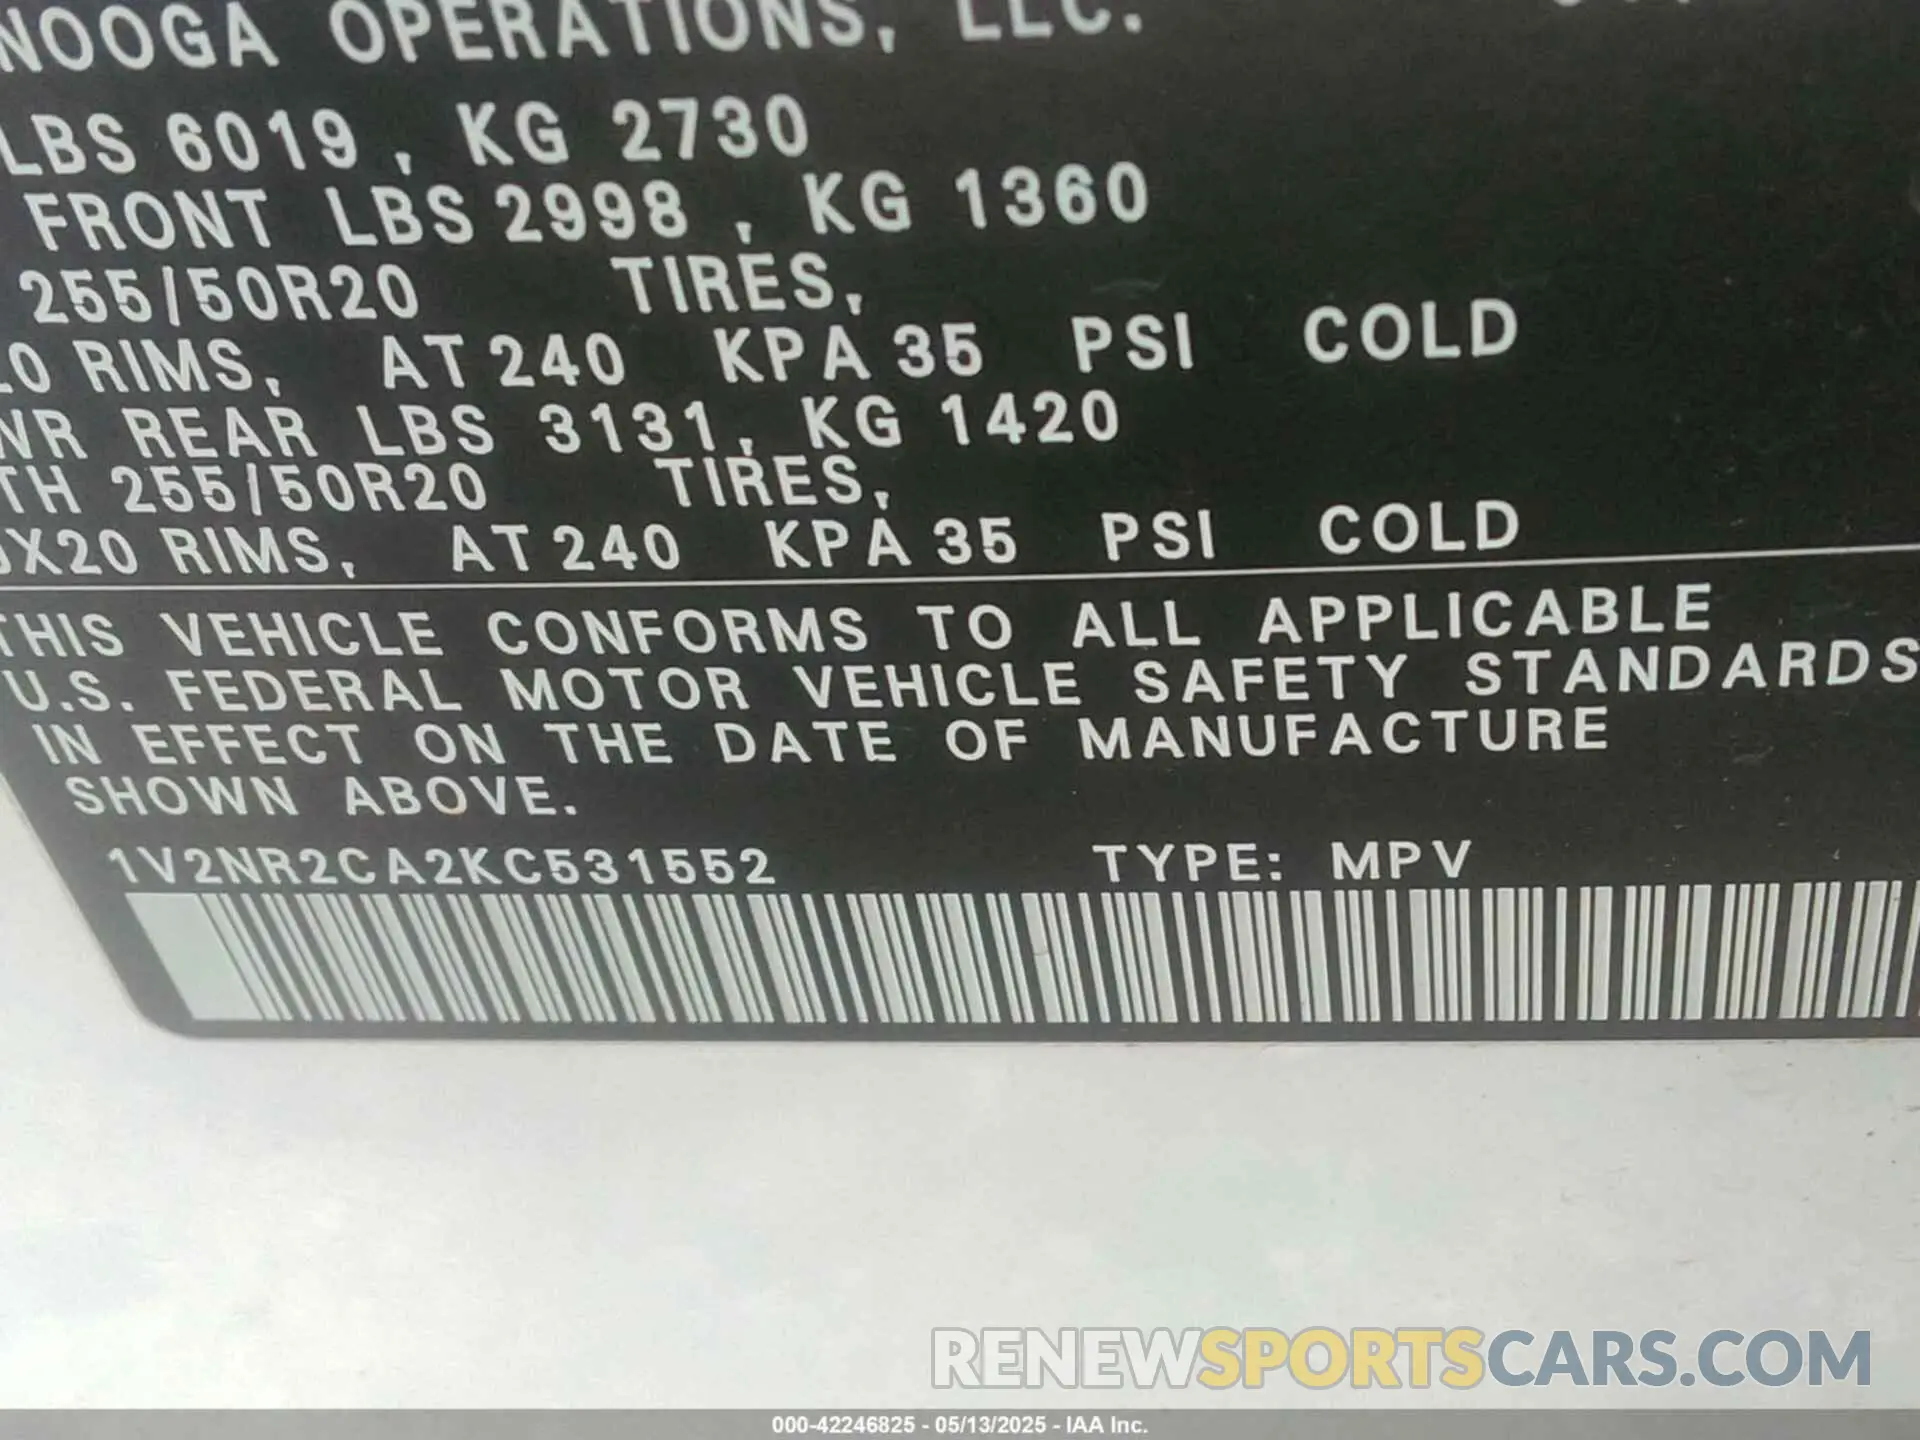 NOOGA OPERATIONS, LLC.
LBS 6019 , KG 2730
FRONT LBS 2998 , KG 1360
255/50R20 TIRES,
RIMS, AT 240 KPA 35 PSI COLD
REAR LBS 3131, KG 1420
TH 255/50R20 TIRES,
X20 RIMS, AT 240 KPA 35 PSI COLD
THIS VEHICLE CONFORMS TO ALL APPLICABLE
U.S. FEDERAL MOTOR VEHICLE SAFETY STANDARDS
IN EFFECT ON THE DATE OF MANUFACTURE
SHOWN ABOVE.
1V2NR2CA2KC531552 TYPE: MPV
RENEWSPORTSCARS.COM
000-42246825 - 05/13/2025 - IAA Inc.